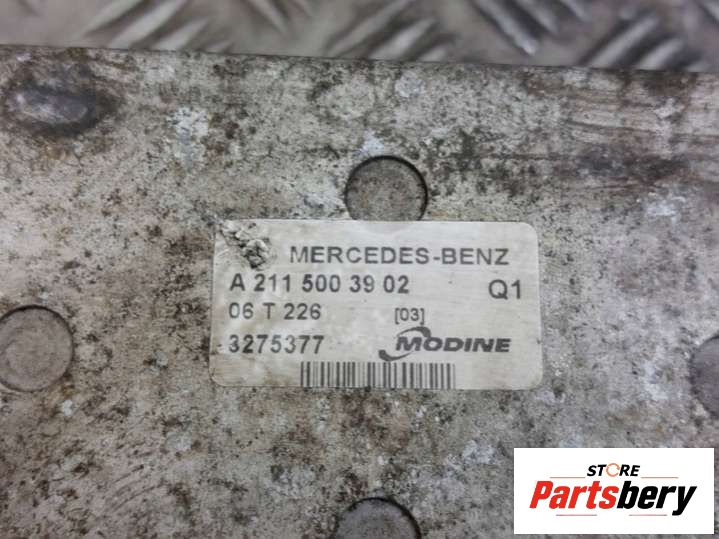 MERCEDES-BENZ
A 211 500 39 02 Q1
06 T 226 [03]
3275377 MODINE
STORE
Partsbery